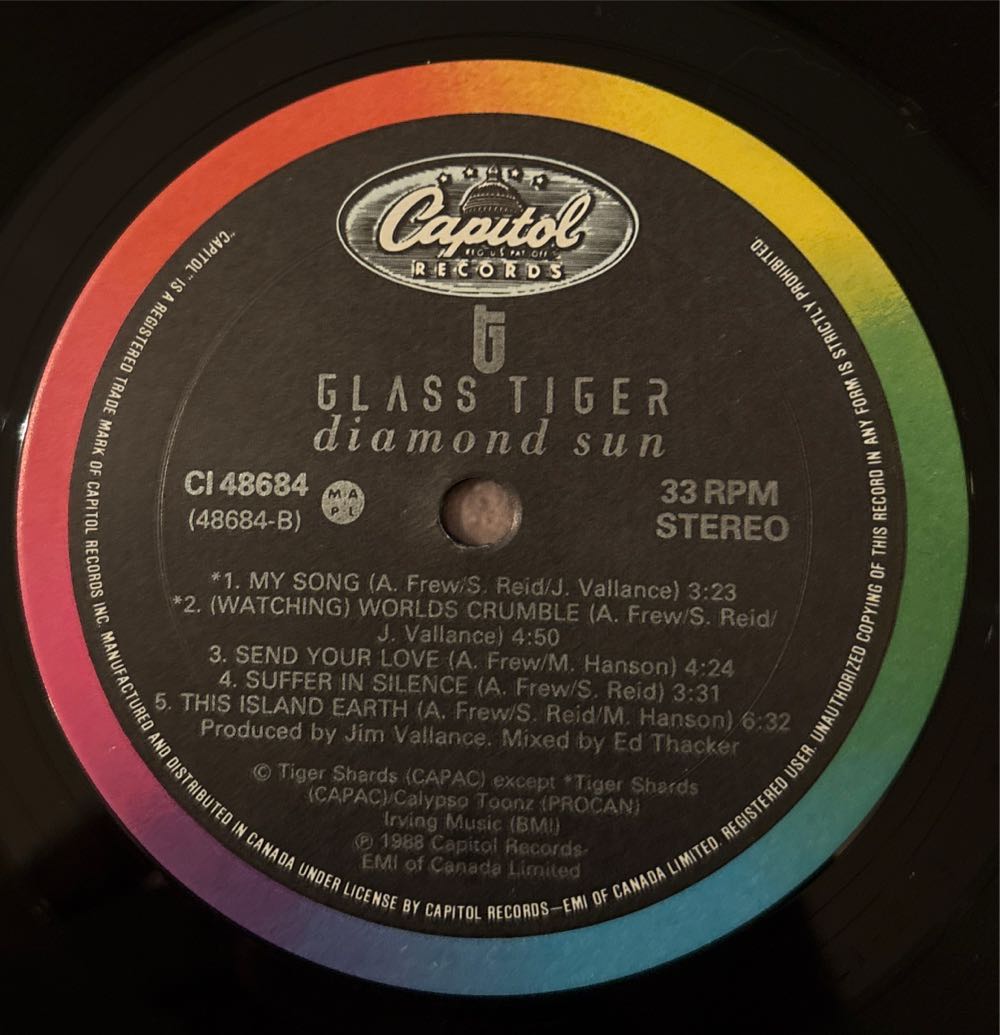 Capitol
REG. U.S. PAT. OFF.
RECORDS
GLASS TIGER
diamond sun
C1 48684
(48684-B)
M A
P L
33 RPM
STEREO
*1. MY SONG (A. Frew/S. Reid/J. Vallance) 3:23
*2. (WATCHING) WORLDS CRUMBLE (A. Frew/S. Reid/
J. Vallance) 4:50
3. SEND YOUR LOVE (A. Frew/M. Hanson) 4:24
4. SUFFER IN SILENCE (A. Frew/S. Reid) 3:31
5. THIS ISLAND EARTH (A. Frew/S. Reid/M. Hanson) 6:32
Produced by Jim Vallance. Mixed by Ed Thacker
© Tiger Shards (CAPAC) except *Tiger Shards
(CAPAC)/Calypso Toonz (PROCAN)
Irving Music (BMI)
℗ 1988 Capitol Records-
EMI of Canada Limited
"CAPITOL" IS A REGISTERED TRADE MARK OF CAPITOL RECORDS INC. MANUFACTURED AND DISTRIBUTED IN CANADA UNDER LICENSE BY CAPITOL RECORDS—EMI OF CANADA LIMITED. REGISTERED USER. UNAUTHORIZED COPYING OF THIS RECORD IN ANY FORM IS STRICTLY PROHIBITED.